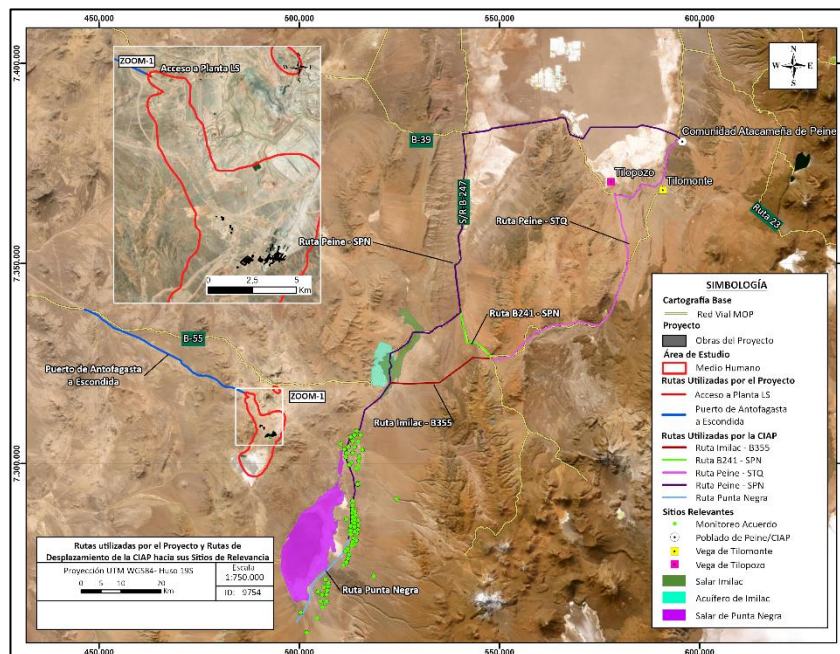 450.000
500.000
550.000
600.000
7.400.000
7.350.000
7.300.000
ZOOM-1
Acceso a Planta LS
0 2,5 5
Km
N
W E
S
B-39
S/R B-247
Comunidad Atacameña de Peine
Tilopozo
Tilomonte
Ruta 23
Ruta Peine - STQ
Ruta Peine - SPN
Ruta B241 - SPN
B-55
Puerto de Antofagasta
a Escondida
ZOOM-1
Ruta Imilac - B355
Ruta Punta Negra
SIMBOLOGÍA
Cartografía Base
Red Vial MOP
Proyecto
Obras del Proyecto
Área de Estudio
Medio Humano
Rutas Utilizadas por el Proyecto
Acceso a Planta LS
Puerto de Antofagasta
a Escondida
Rutas Utilizadas por la CIAP
Ruta Imilac - B355
Ruta B241 - SPN
Ruta Peine - STQ
Ruta Peine - SPN
Ruta Punta Negra
Sitios Relevantes
Monitoreo Acuerdo
Poblado de Peine/CIAP
Vega de Tilomonte
Vega de Tilopozo
Salar Imilac
Acuífero de Imilac
Salar de Punta Negra
Rutas utilizadas por el Proyecto y Rutas de
Desplazamiento de la CIAP hacia sus Sitios de Relevancia
Proyección UTM WGS84- Huso 19S
0 10 20
Km
Escala
1:750.000
ID: 9754
450.000
500.000
550.000
600.000